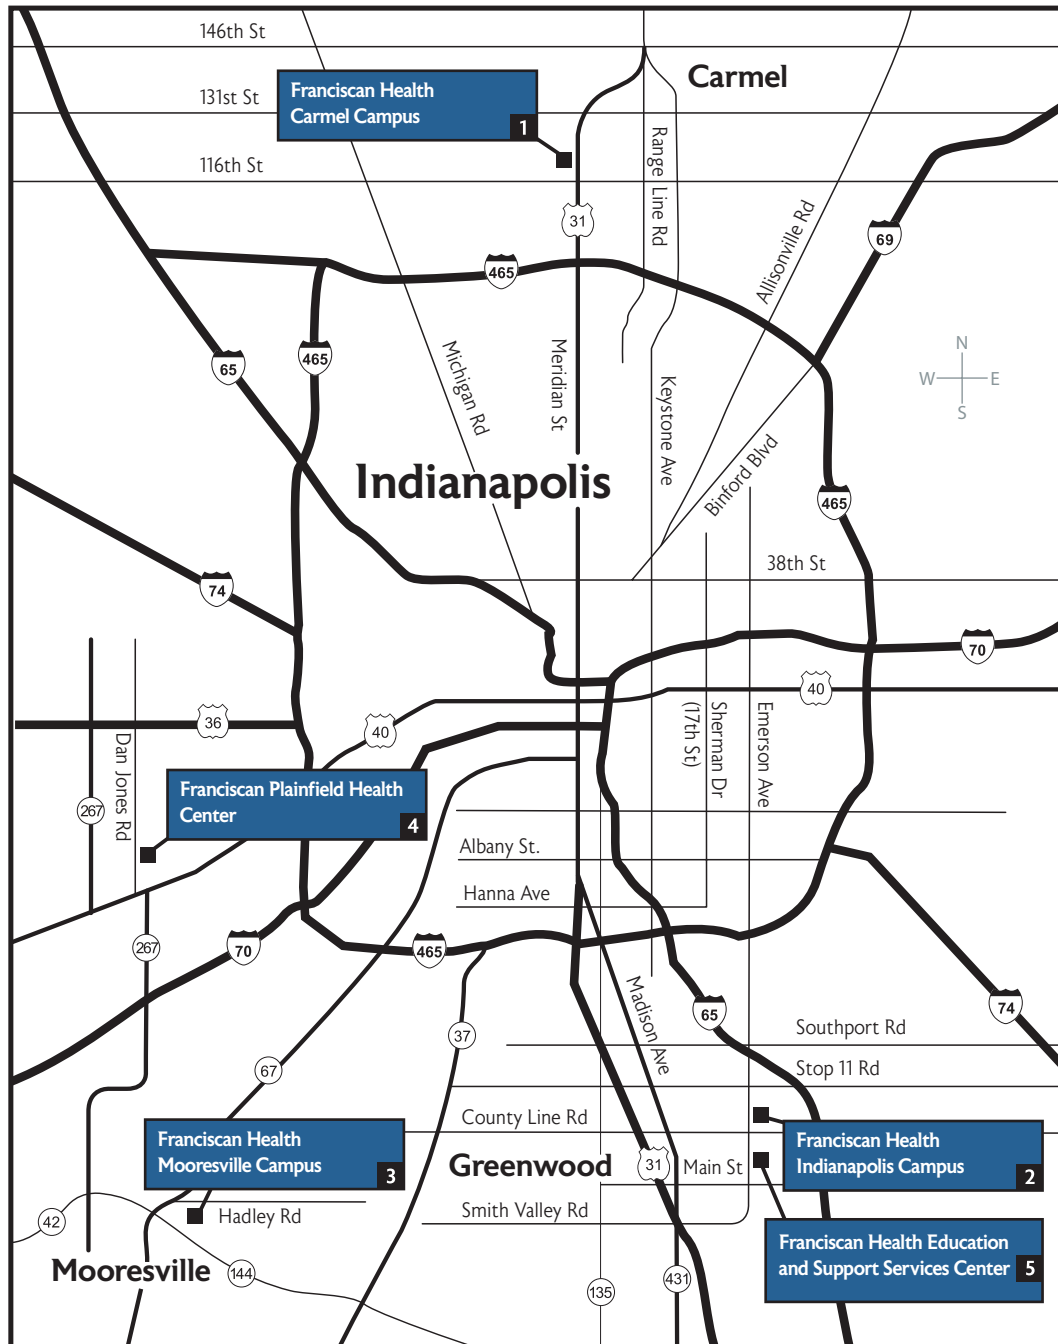 146th St
Carmel
Franciscan Health
Carmel Campus
1
131st St
116th St
Range Line Rd
31
Allisonville Rd
69
465
465
65
Michigan Rd
Meridian St
Keystone Ave
N
W
E
S
Indianapolis
Binford Blvd
465
38th St
74
70
40
36
40
Sherman Dr
(17th St)
Emerson Ave
Dan Jones Rd
Franciscan Plainfield Health
Center
4
267
Albany St.
Hanna Ave
267
70
465
Madison Ave
65
74
Southport Rd
37
Stop 11 Rd
67
County Line Rd
Franciscan Health
Mooresville Campus
3
Franciscan Health
Indianapolis Campus
2
Greenwood
31
Main St
Hadley Rd
Smith Valley Rd
42
Franciscan Health Education
and Support Services Center
5
Mooresville
144
135
431